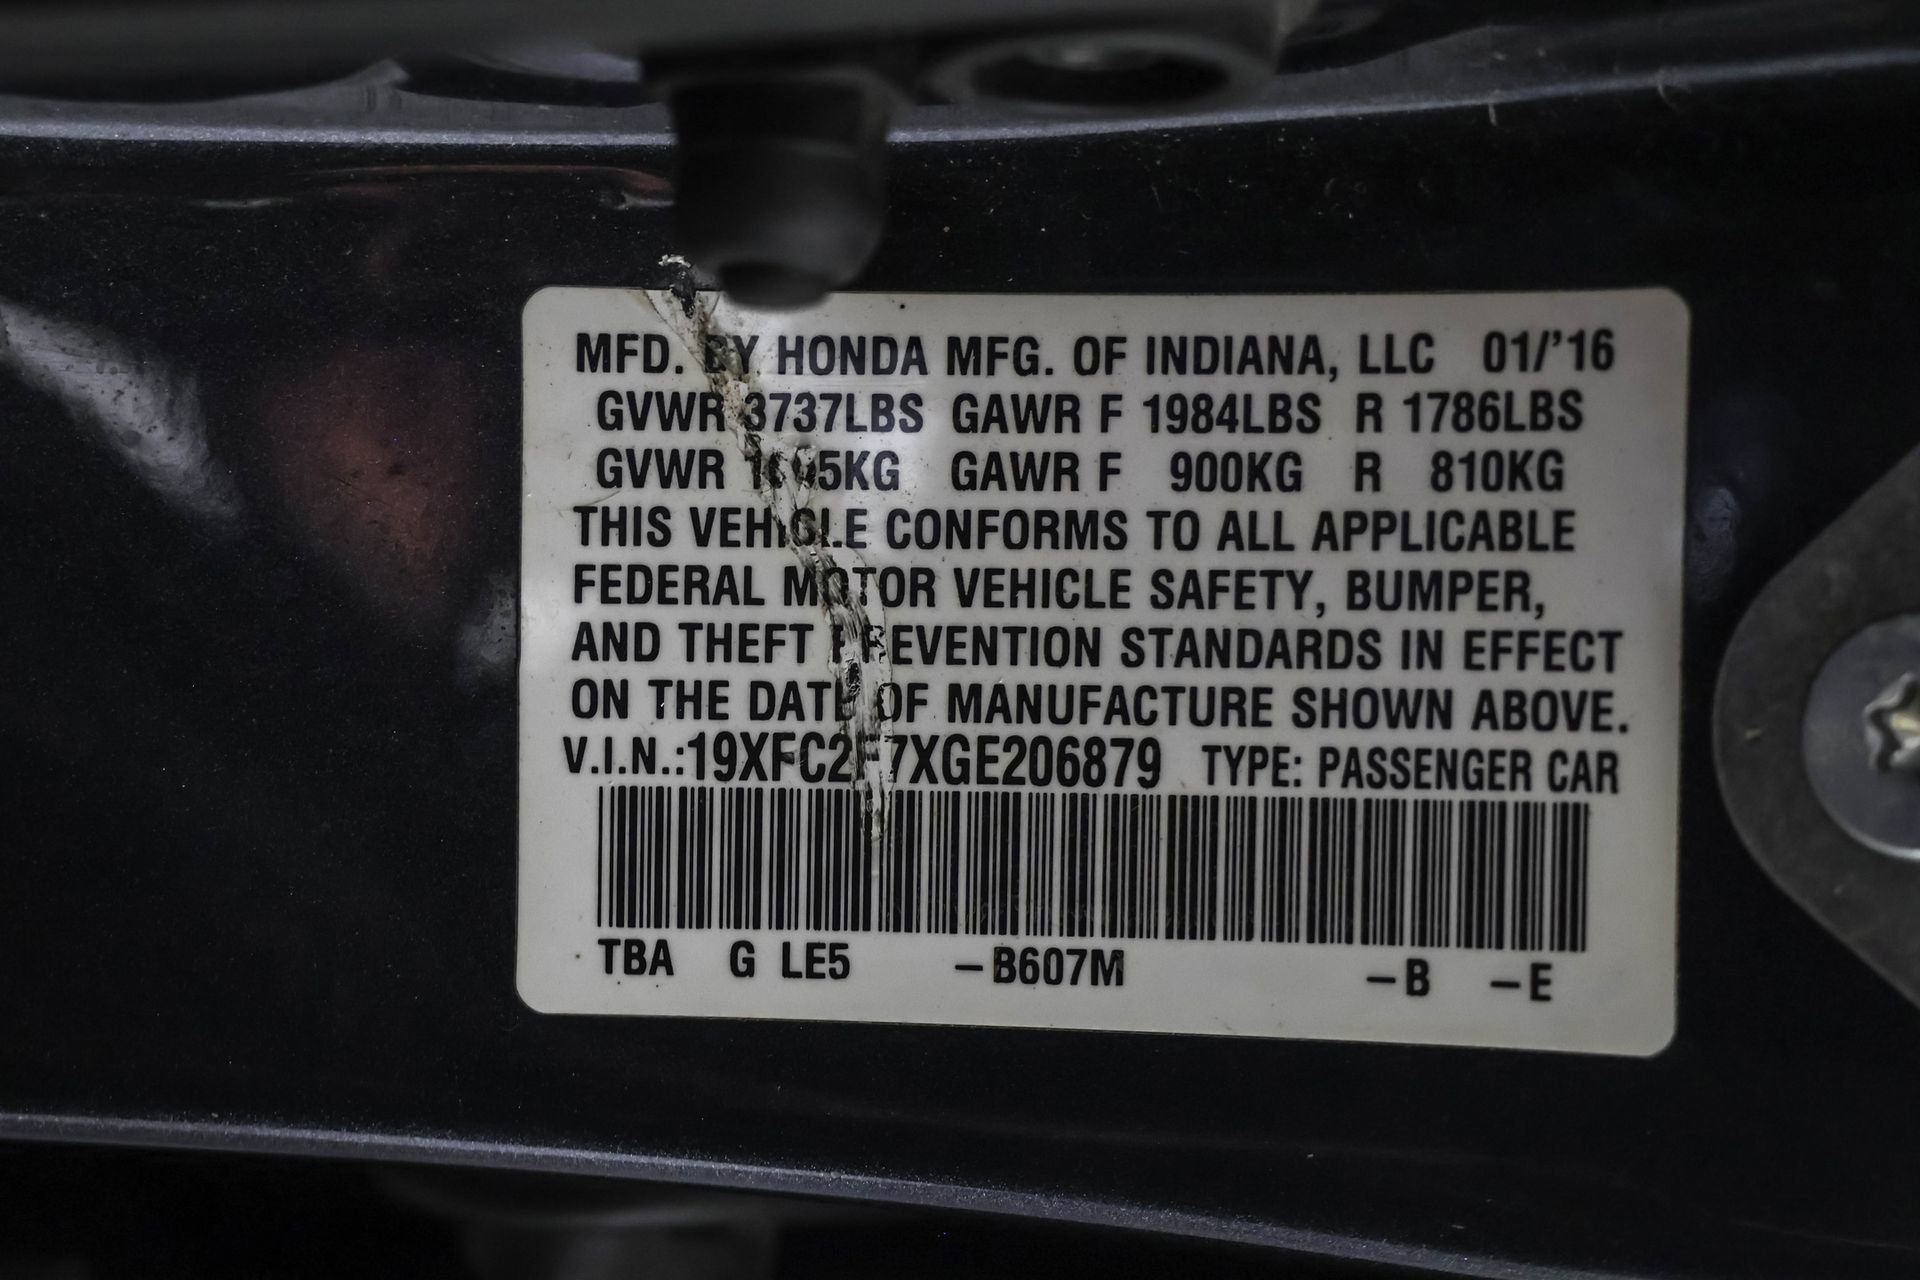 MFD. BY HONDA MFG. OF INDIANA, LLC 01/'16
GVWR 3737LBS GAWR F 1984LBS R 1786LBS
GVWR 1695KG GAWR F 900KG R 810KG
THIS VEHICLE CONFORMS TO ALL APPLICABLE
FEDERAL MOTOR VEHICLE SAFETY, BUMPER,
AND THEFT PREVENTION STANDARDS IN EFFECT
ON THE DATE OF MANUFACTURE SHOWN ABOVE.
V.I.N.:19XFC2F7XGE206879 TYPE: PASSENGER CAR
TBA G LE5 –B607M –B –E